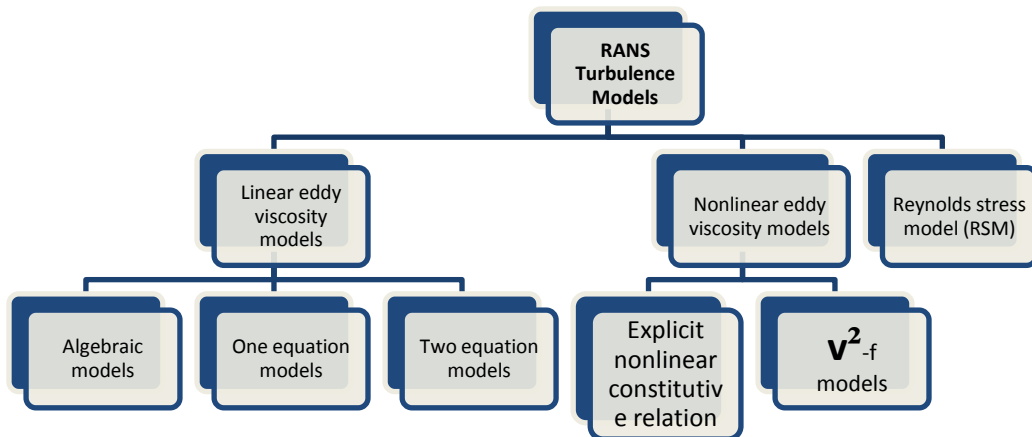 RANS
Turbulence
Models
Linear eddy
viscosity
models
Nonlinear eddy
viscosity models
Reynolds stress
model (RSM)
Algebraic
models
One equation
models
Two equation
models
Explicit
nonlinear
constitutiv
e relation
V²-f
models